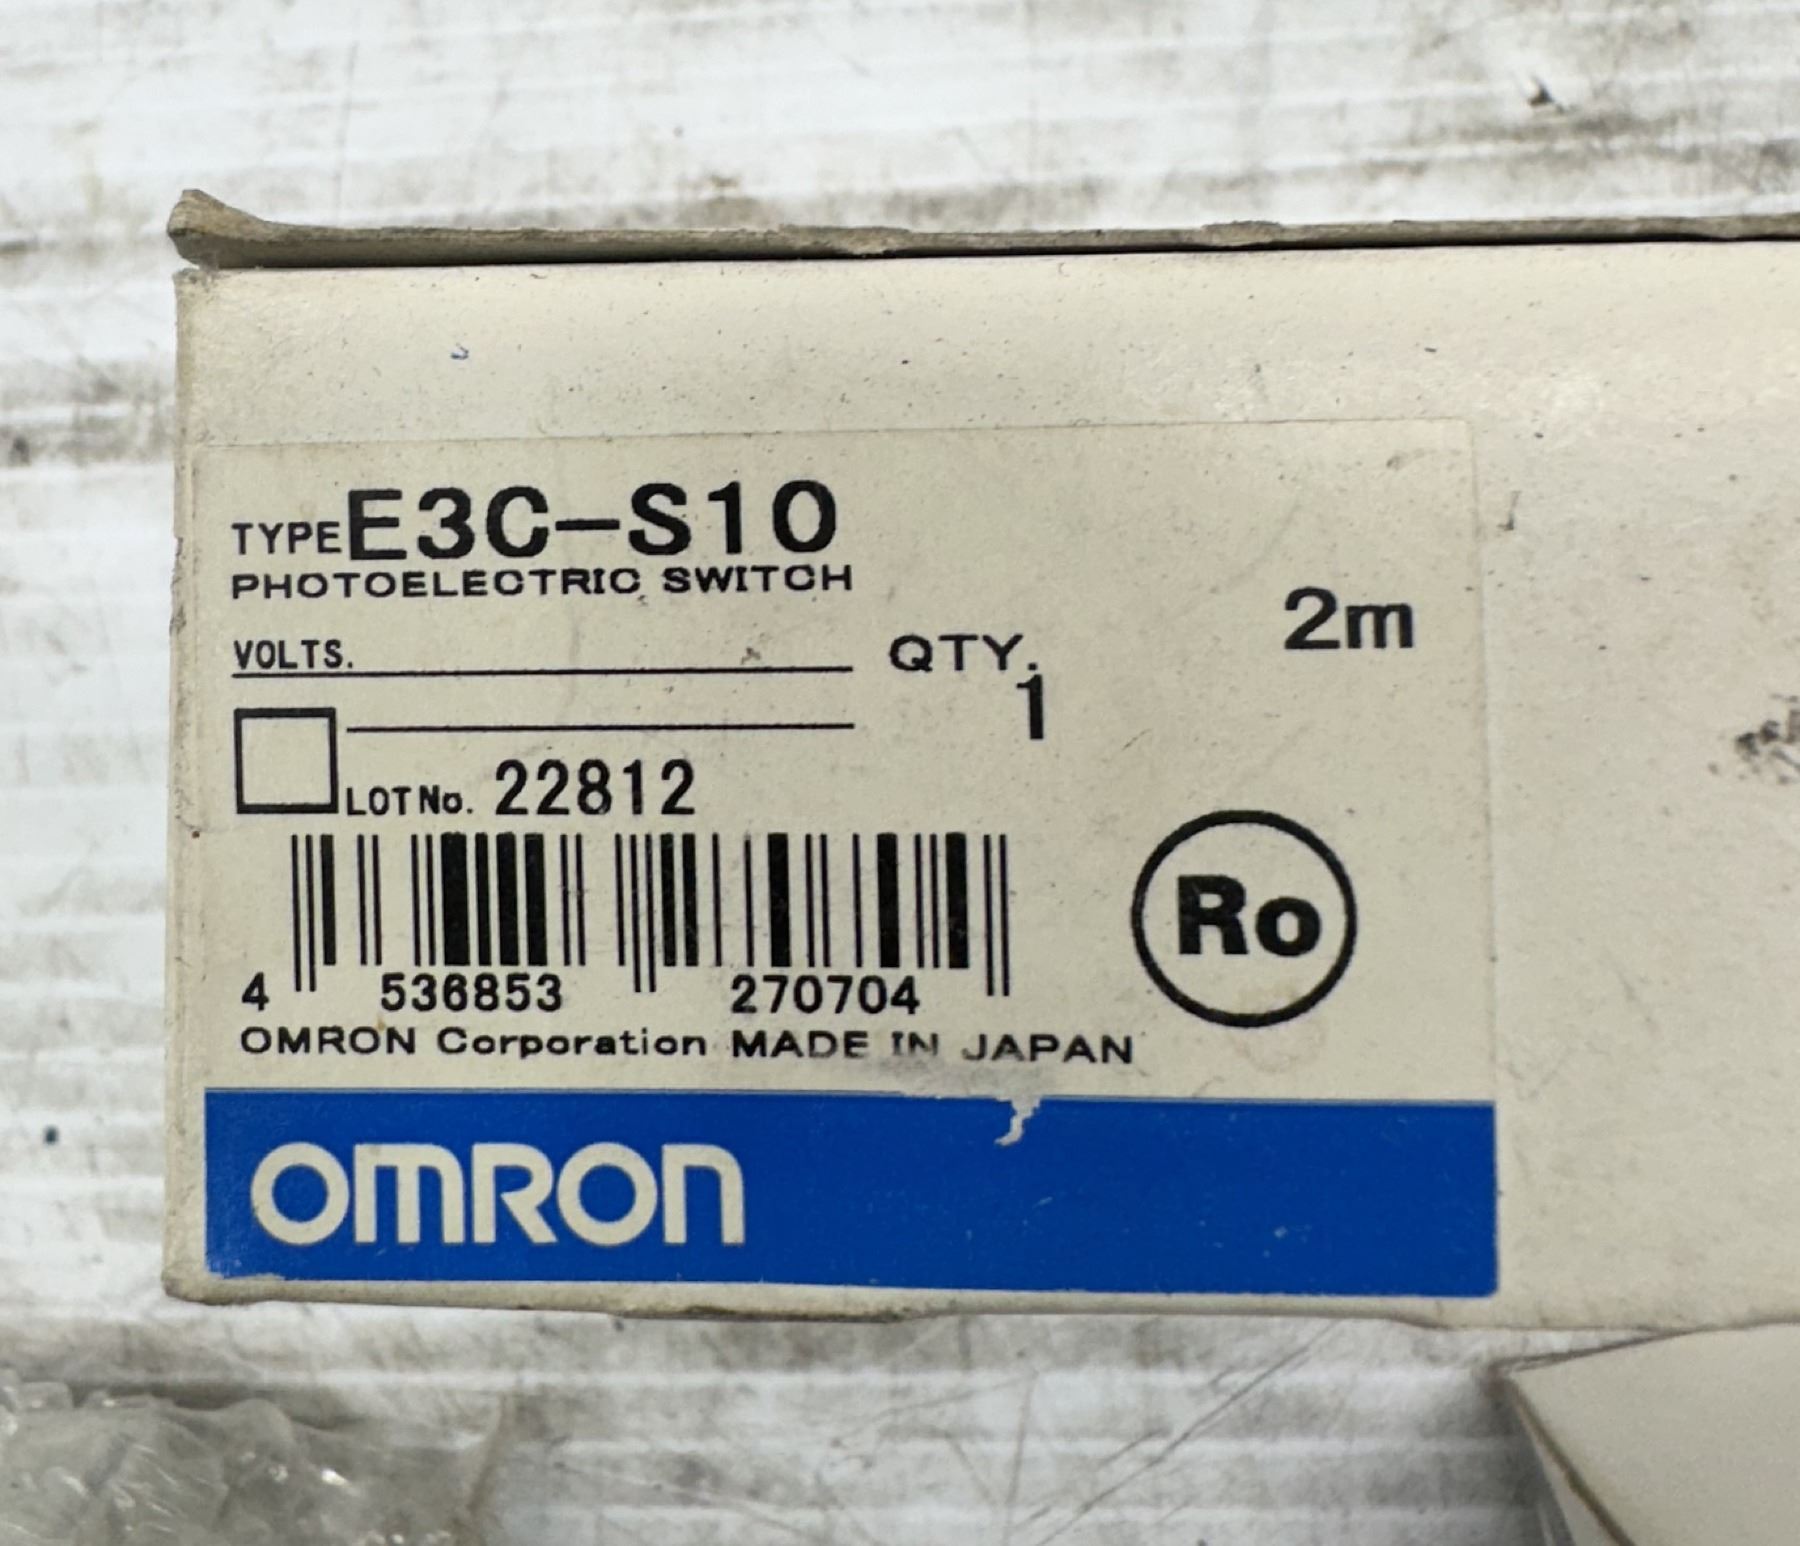 TYPE E3C-S10
PHOTOELECTRIC SWITCH
2m
VOLTS.
QTY.
1
LOT No. 22812
Ro
4 536853 270704
OMRON Corporation MADE IN JAPAN
OMRON